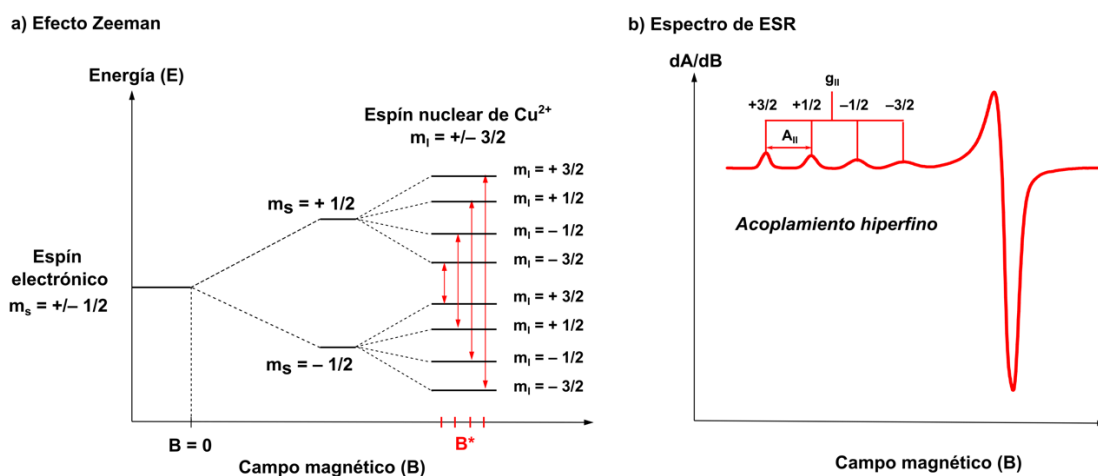 a) Efecto Zeeman
Energía (E)
Espín nuclear de Cu²⁺
mI = +/– 3/2
mI = + 3/2
mI = + 1/2
mS = + 1/2
mI = – 1/2
mI = – 3/2
Espín
electrónico
ms = +/– 1/2
mI = + 3/2
mI = + 1/2
mS = – 1/2
mI = – 1/2
mI = – 3/2
B = 0
B*
Campo magnético (B)
b) Espectro de ESR
dA/dB
gII
+3/2 +1/2 –1/2 –3/2
AII
Acoplamiento hiperfino
Campo magnético (B)